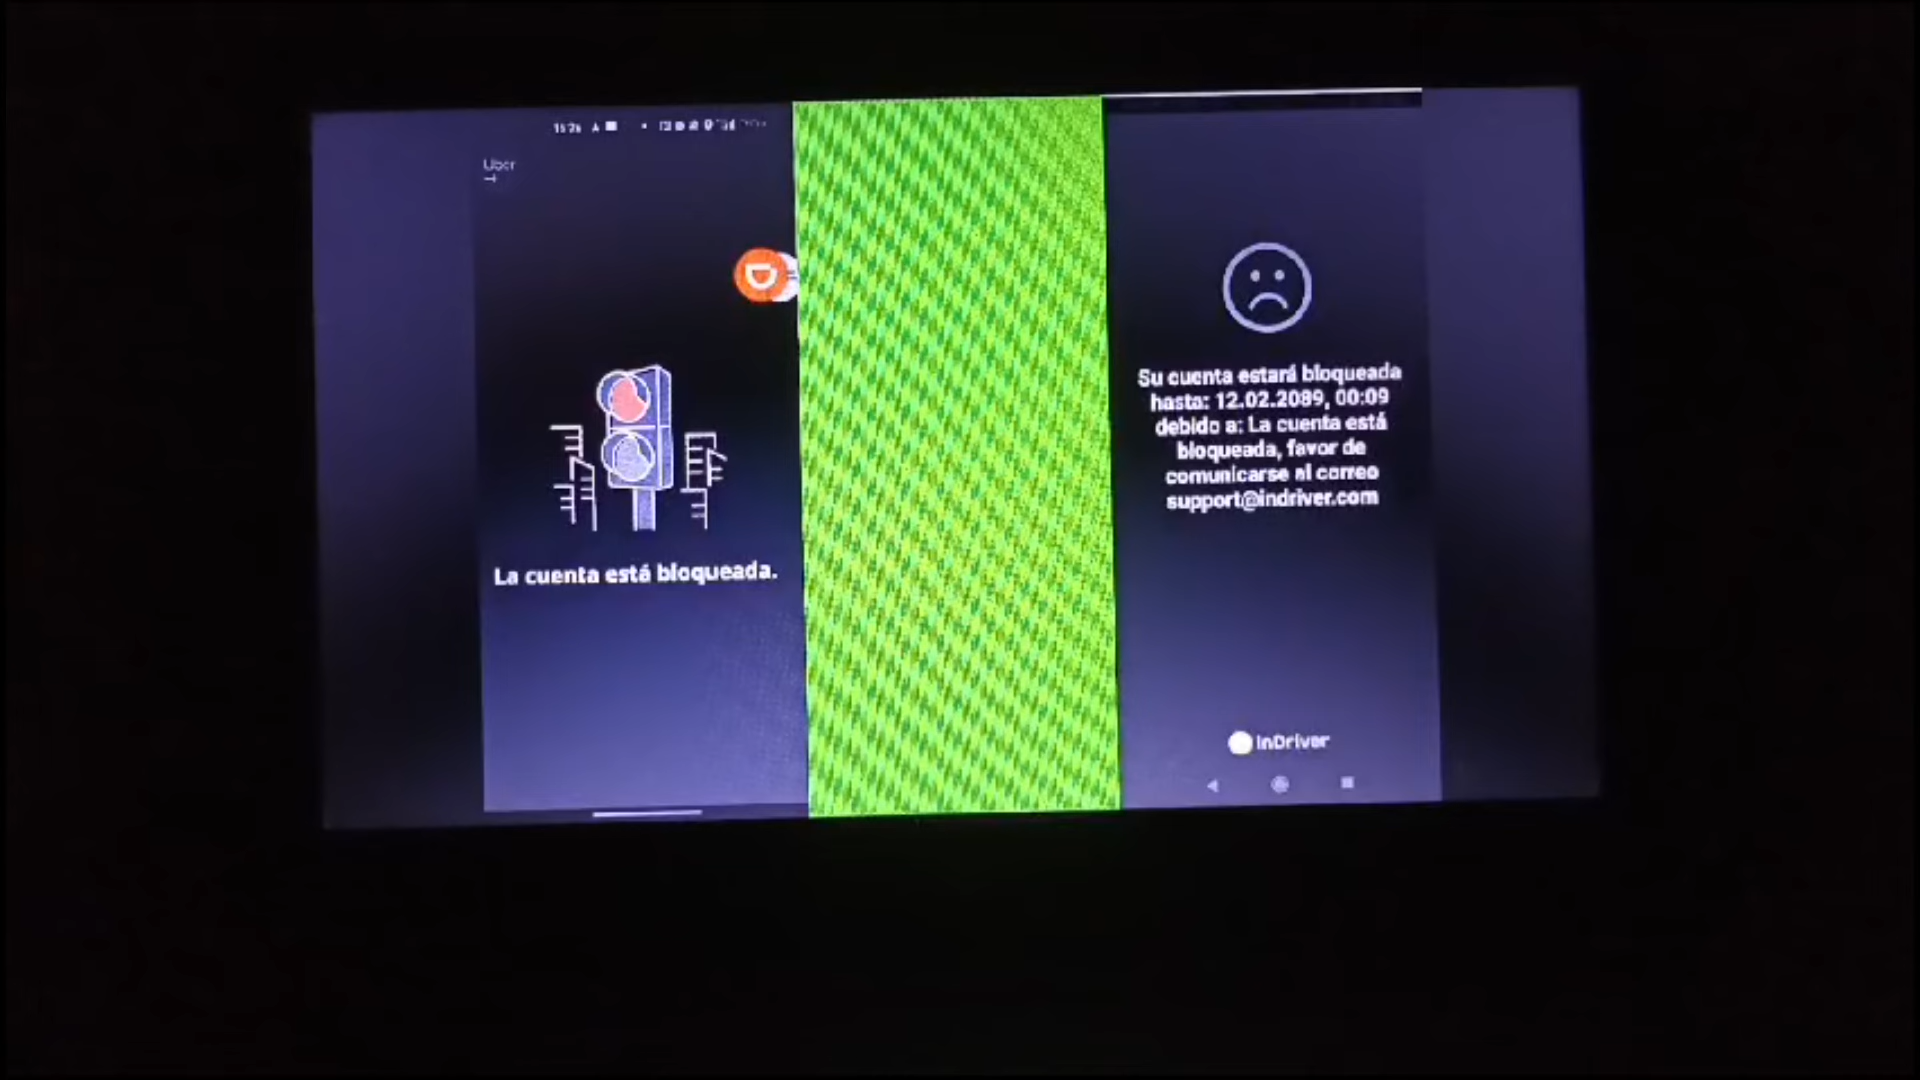 Uber
La cuenta está bloqueada.
Su cuenta estará bloqueada
hasta: 12.02.2089, 00:09
debido a: La cuenta está
bloqueada, favor de
comunicarse al correo
support@indriver.com
inDriver